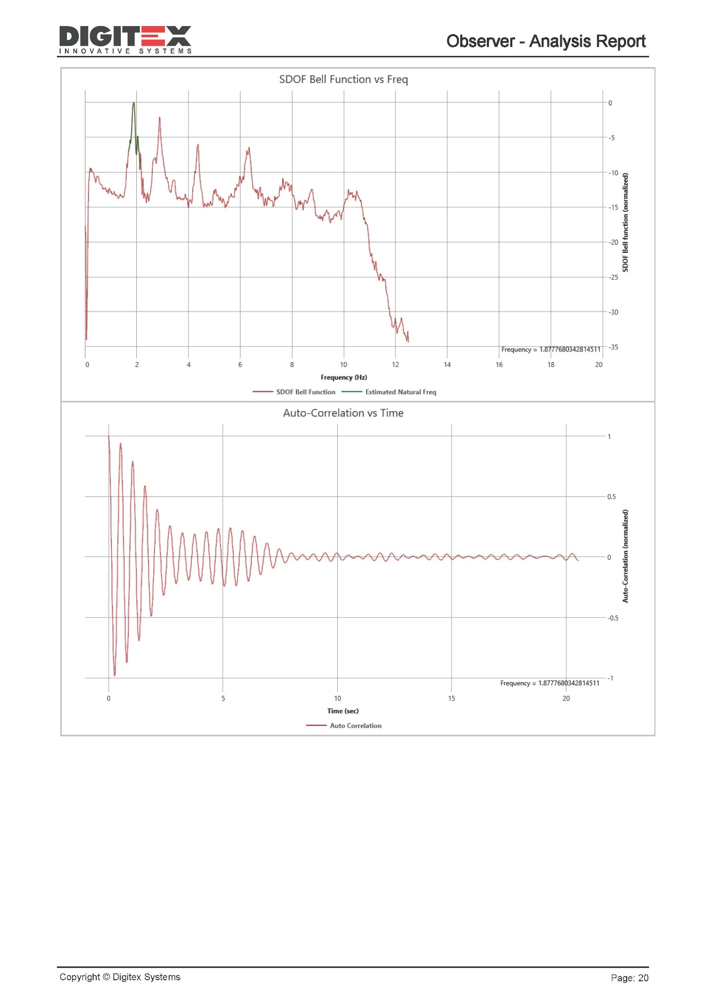 DIGITEX
INNOVATIVE SYSTEMS
Observer - Analysis Report
SDOF Bell Function vs Freq
0
-5
-10
-15
-20
-25
-30
-35
SDOF Bell function (normalized)
Frequency = 1.8777680342814511
0 2 4 6 8 10 12 14 16 18 20
Frequency (Hz)
SDOF Bell Function Estimated Natural Freq
Auto-Correlation vs Time
1
0.5
0
-0.5
-1
Auto-Correlation (normalized)
Frequency = 1.8777680342814511
0 5 10 15 20
Time (sec)
Auto Correlation
Copyright © Digitex Systems
Page: 20